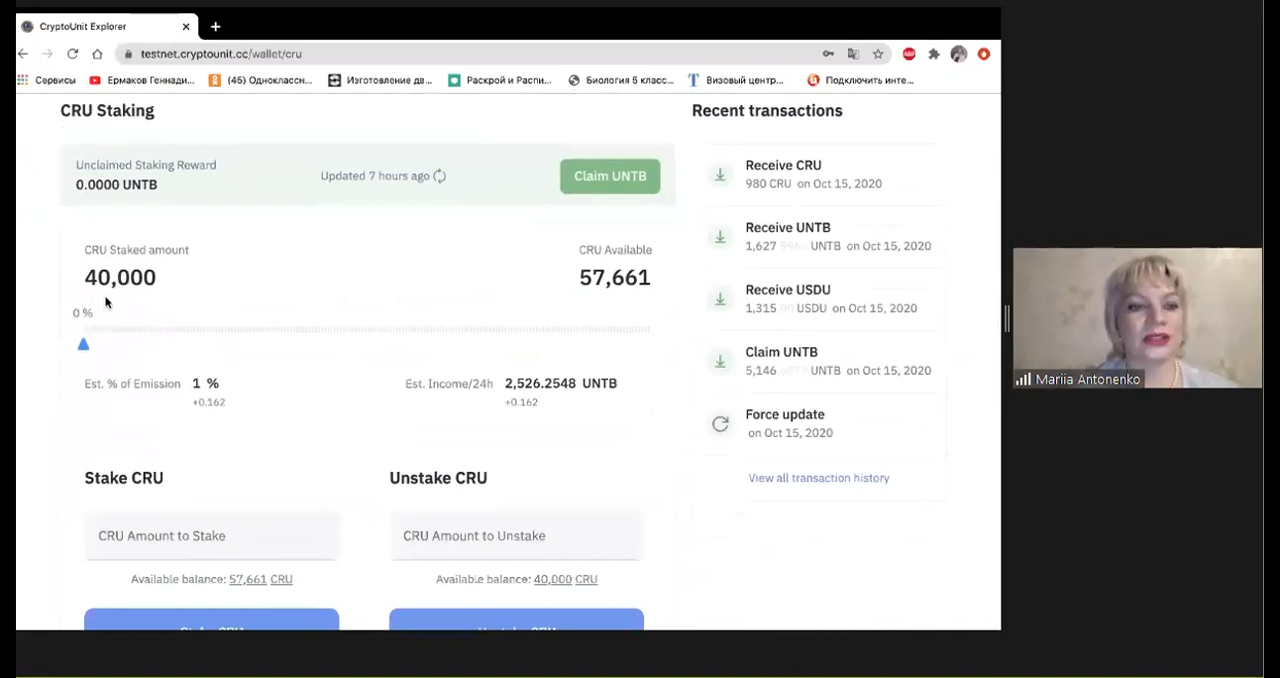 CryptoUnit Explorer
testnet.cryptounit.cc/wallet/cru
Сервисы
Ермаков Геннади...
(45) Одноклассн...
Изготовление дв...
Раскрой и Распи...
Биология 5 класс...
Визовый центр...
Подключить инте...
CRU Staking
Unclaimed Staking Reward
0.0000 UNTB
Updated 7 hours ago
Claim UNTB
CRU Staked amount
40,000
CRU Available
57,661
0 %
Est. % of Emission 1 %
+0.162
Est. Income/24h 2,526.2548 UNTB
+0.162
Stake CRU
CRU Amount to Stake
Available balance: 57,661 CRU
Unstake CRU
CRU Amount to Unstake
Available balance: 40,000 CRU
Recent transactions
Receive CRU
980 CRU on Oct 15, 2020
Receive UNTB
1,627 UNTB on Oct 15, 2020
Receive USDU
1,315 USDU on Oct 15, 2020
Claim UNTB
5,146 UNTB on Oct 15, 2020
Force update
on Oct 15, 2020
View all transaction history
Mariia Antonenko